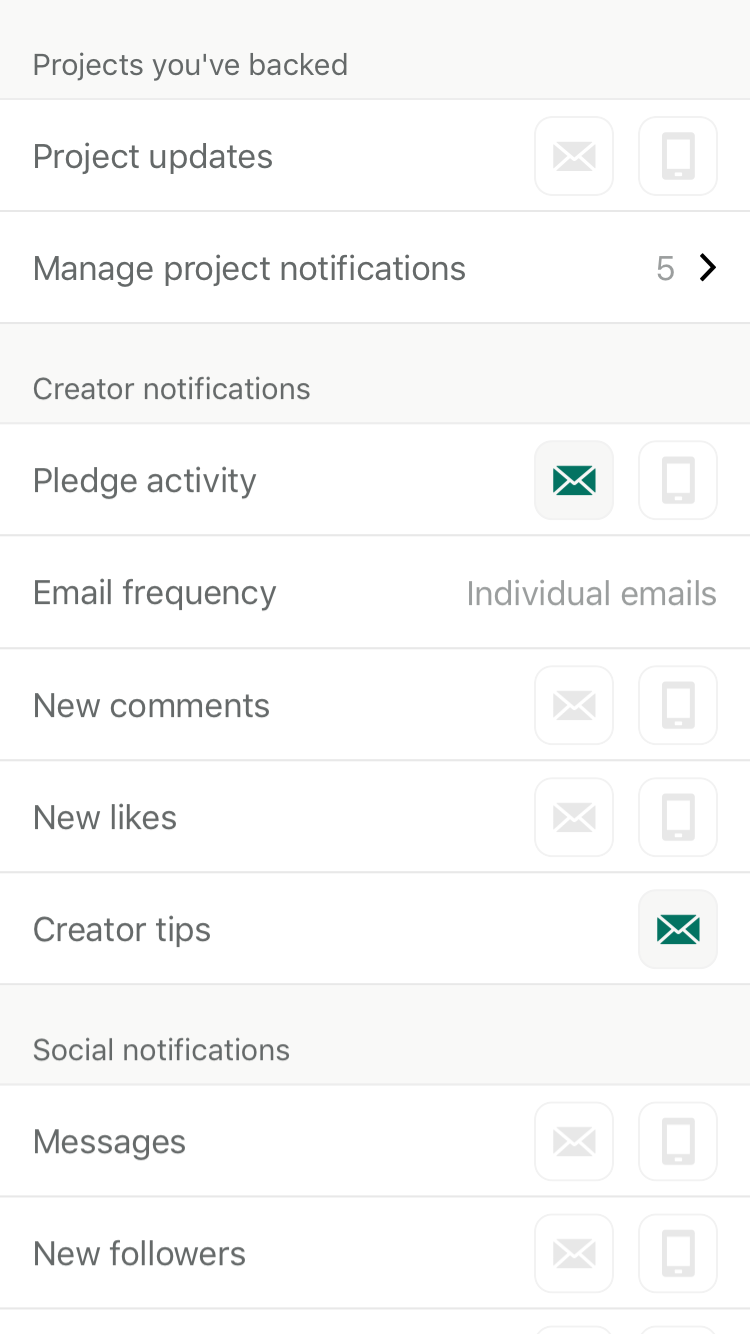 Projects you've backed
Project updates
Manage project notifications 5
Creator notifications
Pledge activity
Email frequency Individual emails
New comments
New likes
Creator tips
Social notifications
Messages
New followers